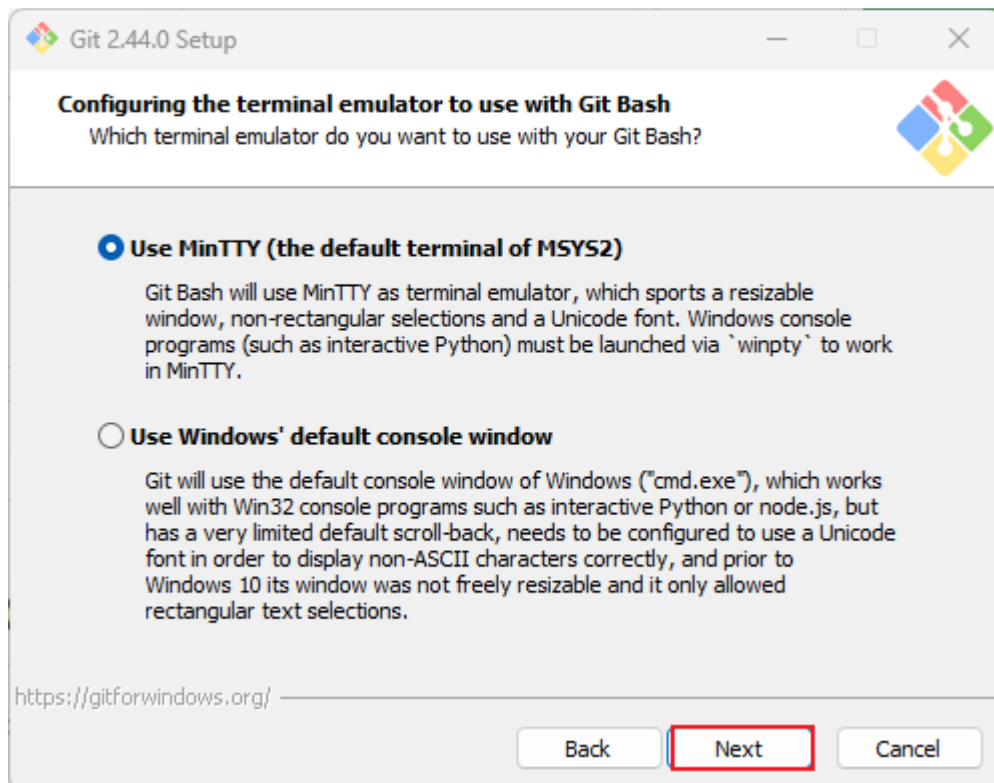 Git 2.44.0 Setup
Configuring the terminal emulator to use with Git Bash
Which terminal emulator do you want to use with your Git Bash?
Use MinTTY (the default terminal of MSYS2)
Git Bash will use MinTTY as terminal emulator, which sports a resizable
window, non-rectangular selections and a Unicode font. Windows console
programs (such as interactive Python) must be launched via `winpty` to work
in MinTTY.
Use Windows' default console window
Git will use the default console window of Windows ("cmd.exe"), which works
well with Win32 console programs such as interactive Python or node.js, but
has a very limited default scroll-back, needs to be configured to use a Unicode
font in order to display non-ASCII characters correctly, and prior to
Windows 10 its window was not freely resizable and it only allowed
rectangular text selections.
https://gitforwindows.org/
Back Next Cancel